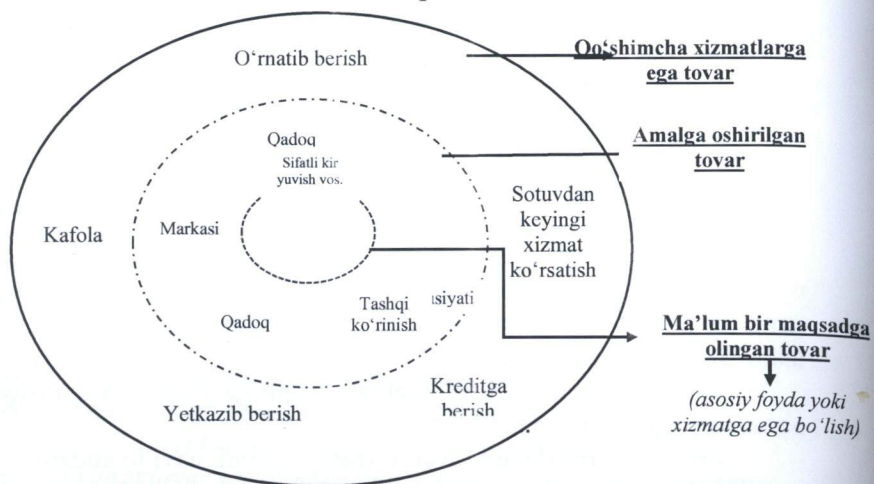 O‘rnatib berish
Qo‘shimcha xizmatlarga
ega tovar
Qadoq
Sifatli kir
yuvish vos.
Amalga oshirilgan
tovar
Kafola
Markasi
Sotuvdan
keyingi
xizmat
ko‘rsatish
Qadoq
Tashqi
ko‘rinish
siyati
Ma’lum bir maqsadga
olingan tovar
(asosiy foyda yoki
xizmatga ega bo‘lish)
Kreditga
berish
Yetkazib berish